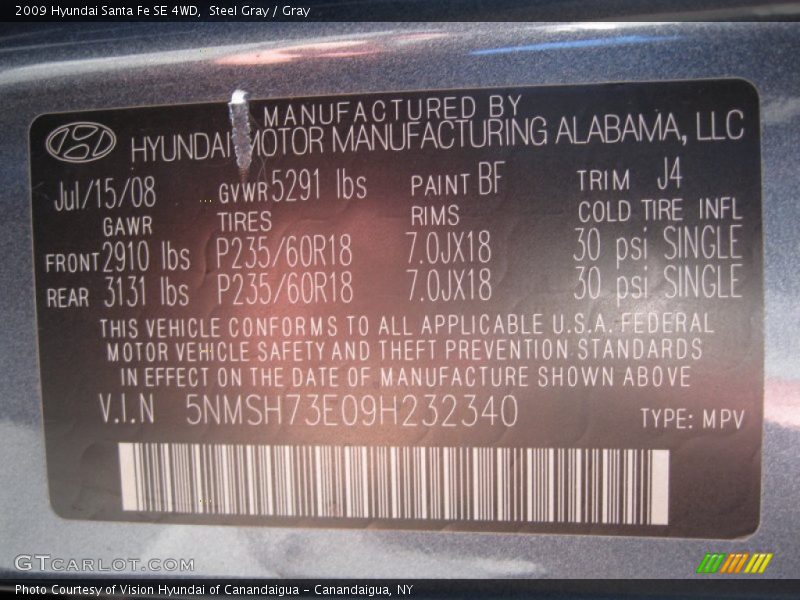 2009 Hyundai Santa Fe SE 4WD, Steel Gray / Gray
MANUFACTURED BY
HYUNDAI MOTOR MANUFACTURING ALABAMA, LLC
Jul/15/08 GVWR 5291 lbs PAINT BF TRIM J4
GAWR TIRES RIMS COLD TIRE INFL
FRONT 2910 lbs P235/60R18 7.0JX18 30 psi SINGLE
REAR 3131 lbs P235/60R18 7.0JX18 30 psi SINGLE
THIS VEHICLE CONFORMS TO ALL APPLICABLE U.S.A. FEDERAL
MOTOR VEHICLE SAFETY AND THEFT PREVENTION STANDARDS
IN EFFECT ON THE DATE OF MANUFACTURE SHOWN ABOVE
V.I.N 5NMSH73E09H232340 TYPE: MPV
GTCARLOT.COM
Photo Courtesy of Vision Hyundai of Canandaigua - Canandaigua, NY